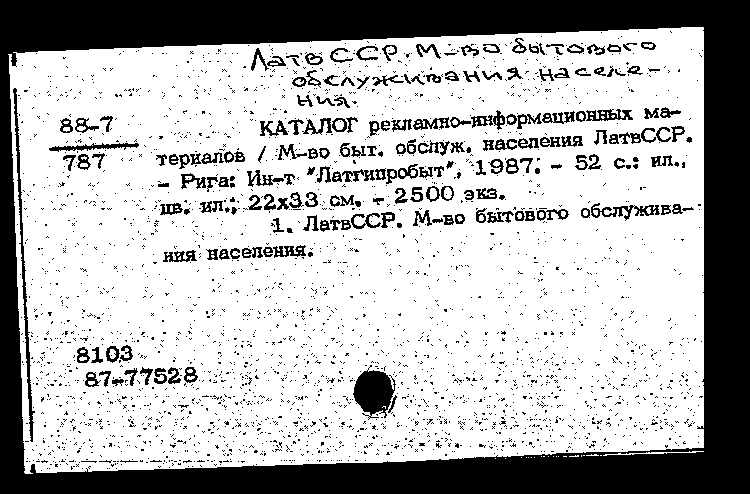 ЛатвССР. М-во бытового
обслуживания населе-
ния.
88-7
787
КАТАЛОГ рекламно-информационных ма-
териалов / М-во быт. обслуж. населения ЛатвССР.
- Рига: Ин-т "Латгипробыт", 1987. - 52 с.: ил.,
цв. ил.; 22х33 см. - 2500 экз.
1. ЛатвССР. М-во бытового обслужива-
ния населения.
8103
87-77528